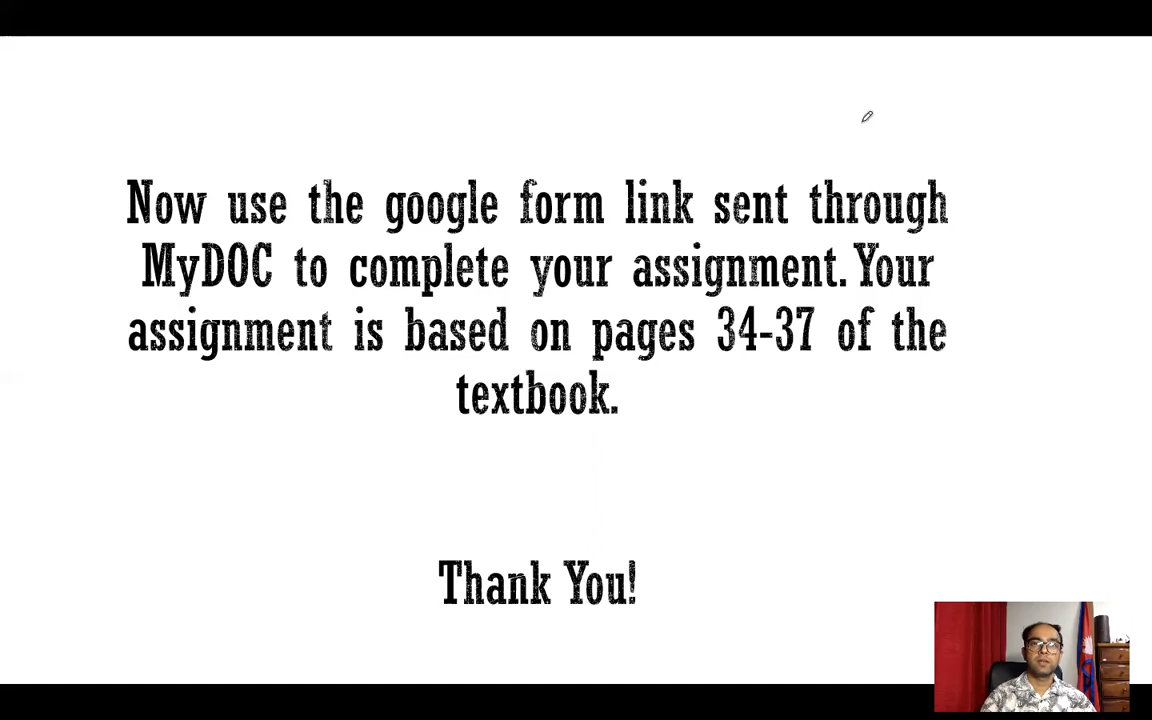 Now use the google form link sent through
MyDOC to complete your assignment. Your
assignment is based on pages 34-37 of the
textbook.
Thank You!